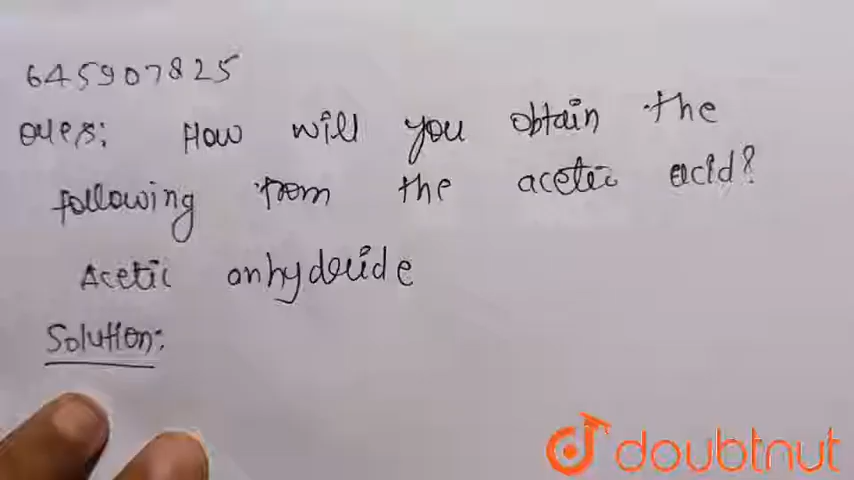 645907825
Ques: How will you obtain the
following from the acetic acid?
Acetic anhydride
Solution:
doubtnut